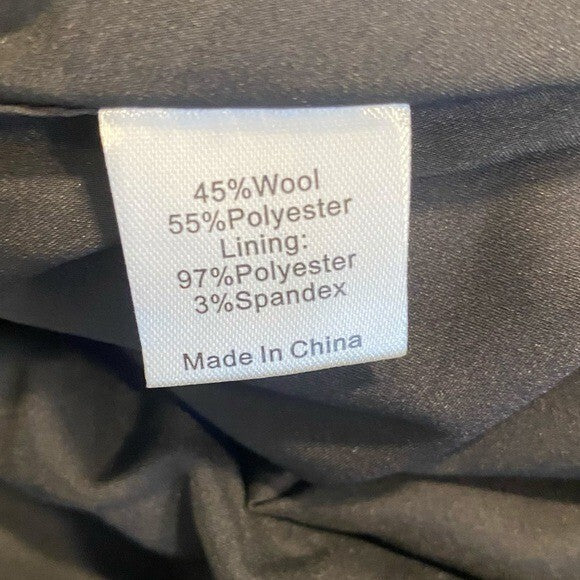 45%Wool
55%Polyester
Lining:
97%Polyester
3%Spandex
Made In China